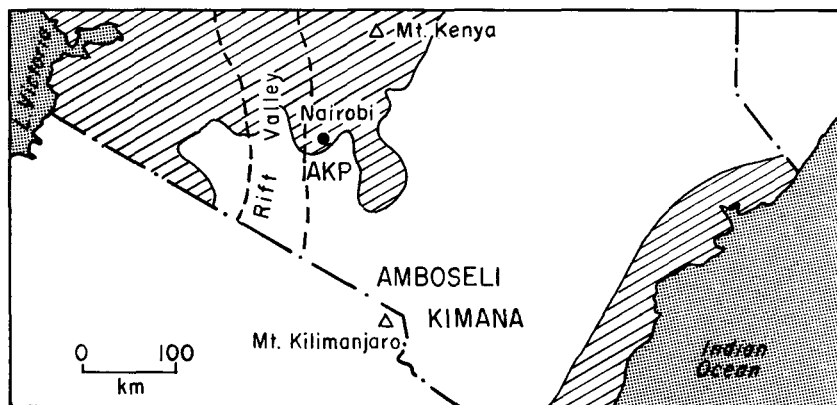 Mt. Kenya
L. Victoria
Rift Valley
Nairobi
AKP
AMBOSELI
KIMANA
Mt. Kilimanjaro
0 100
km
Indian
Ocean